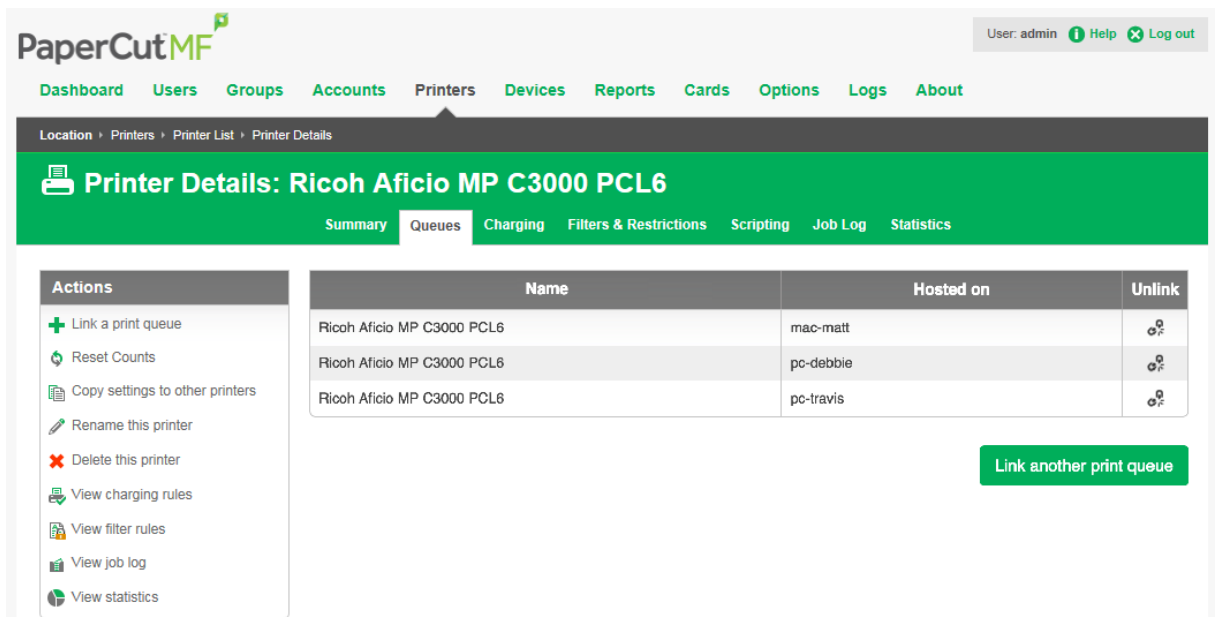 PaperCut MF
User: admin Help Log out
Dashboard Users Groups Accounts Printers Devices Reports Cards Options Logs About
Location Printers Printer List Printer Details
Printer Details: Ricoh Aficio MP C3000 PCL6
Summary Queues Charging Filters & Restrictions Scripting Job Log Statistics
Actions
Link a print queue
Reset Counts
Copy settings to other printers
Rename this printer
Delete this printer
View charging rules
View filter rules
View job log
View statistics
Name Hosted on Unlink
Ricoh Aficio MP C3000 PCL6 mac-matt
Ricoh Aficio MP C3000 PCL6 pc-debbie
Ricoh Aficio MP C3000 PCL6 pc-travis
Link another print queue